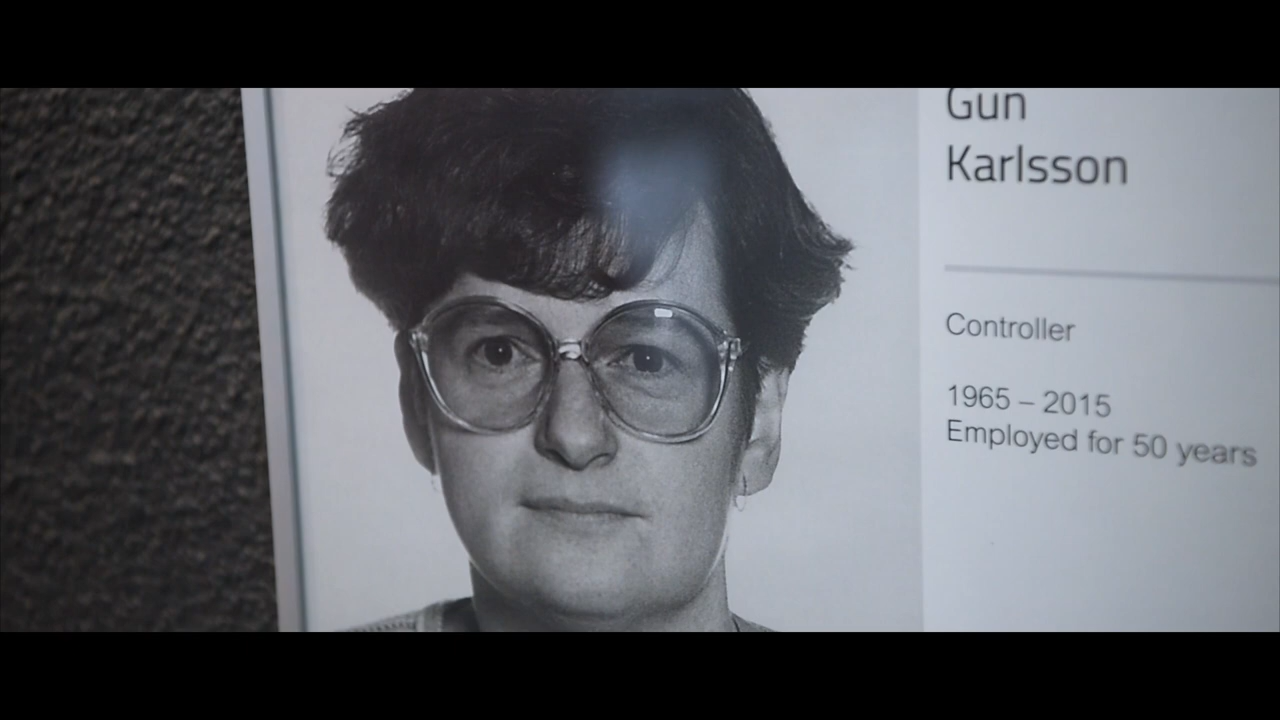 Gun
Karlsson
Controller
1965 – 2015
Employed for 50 years